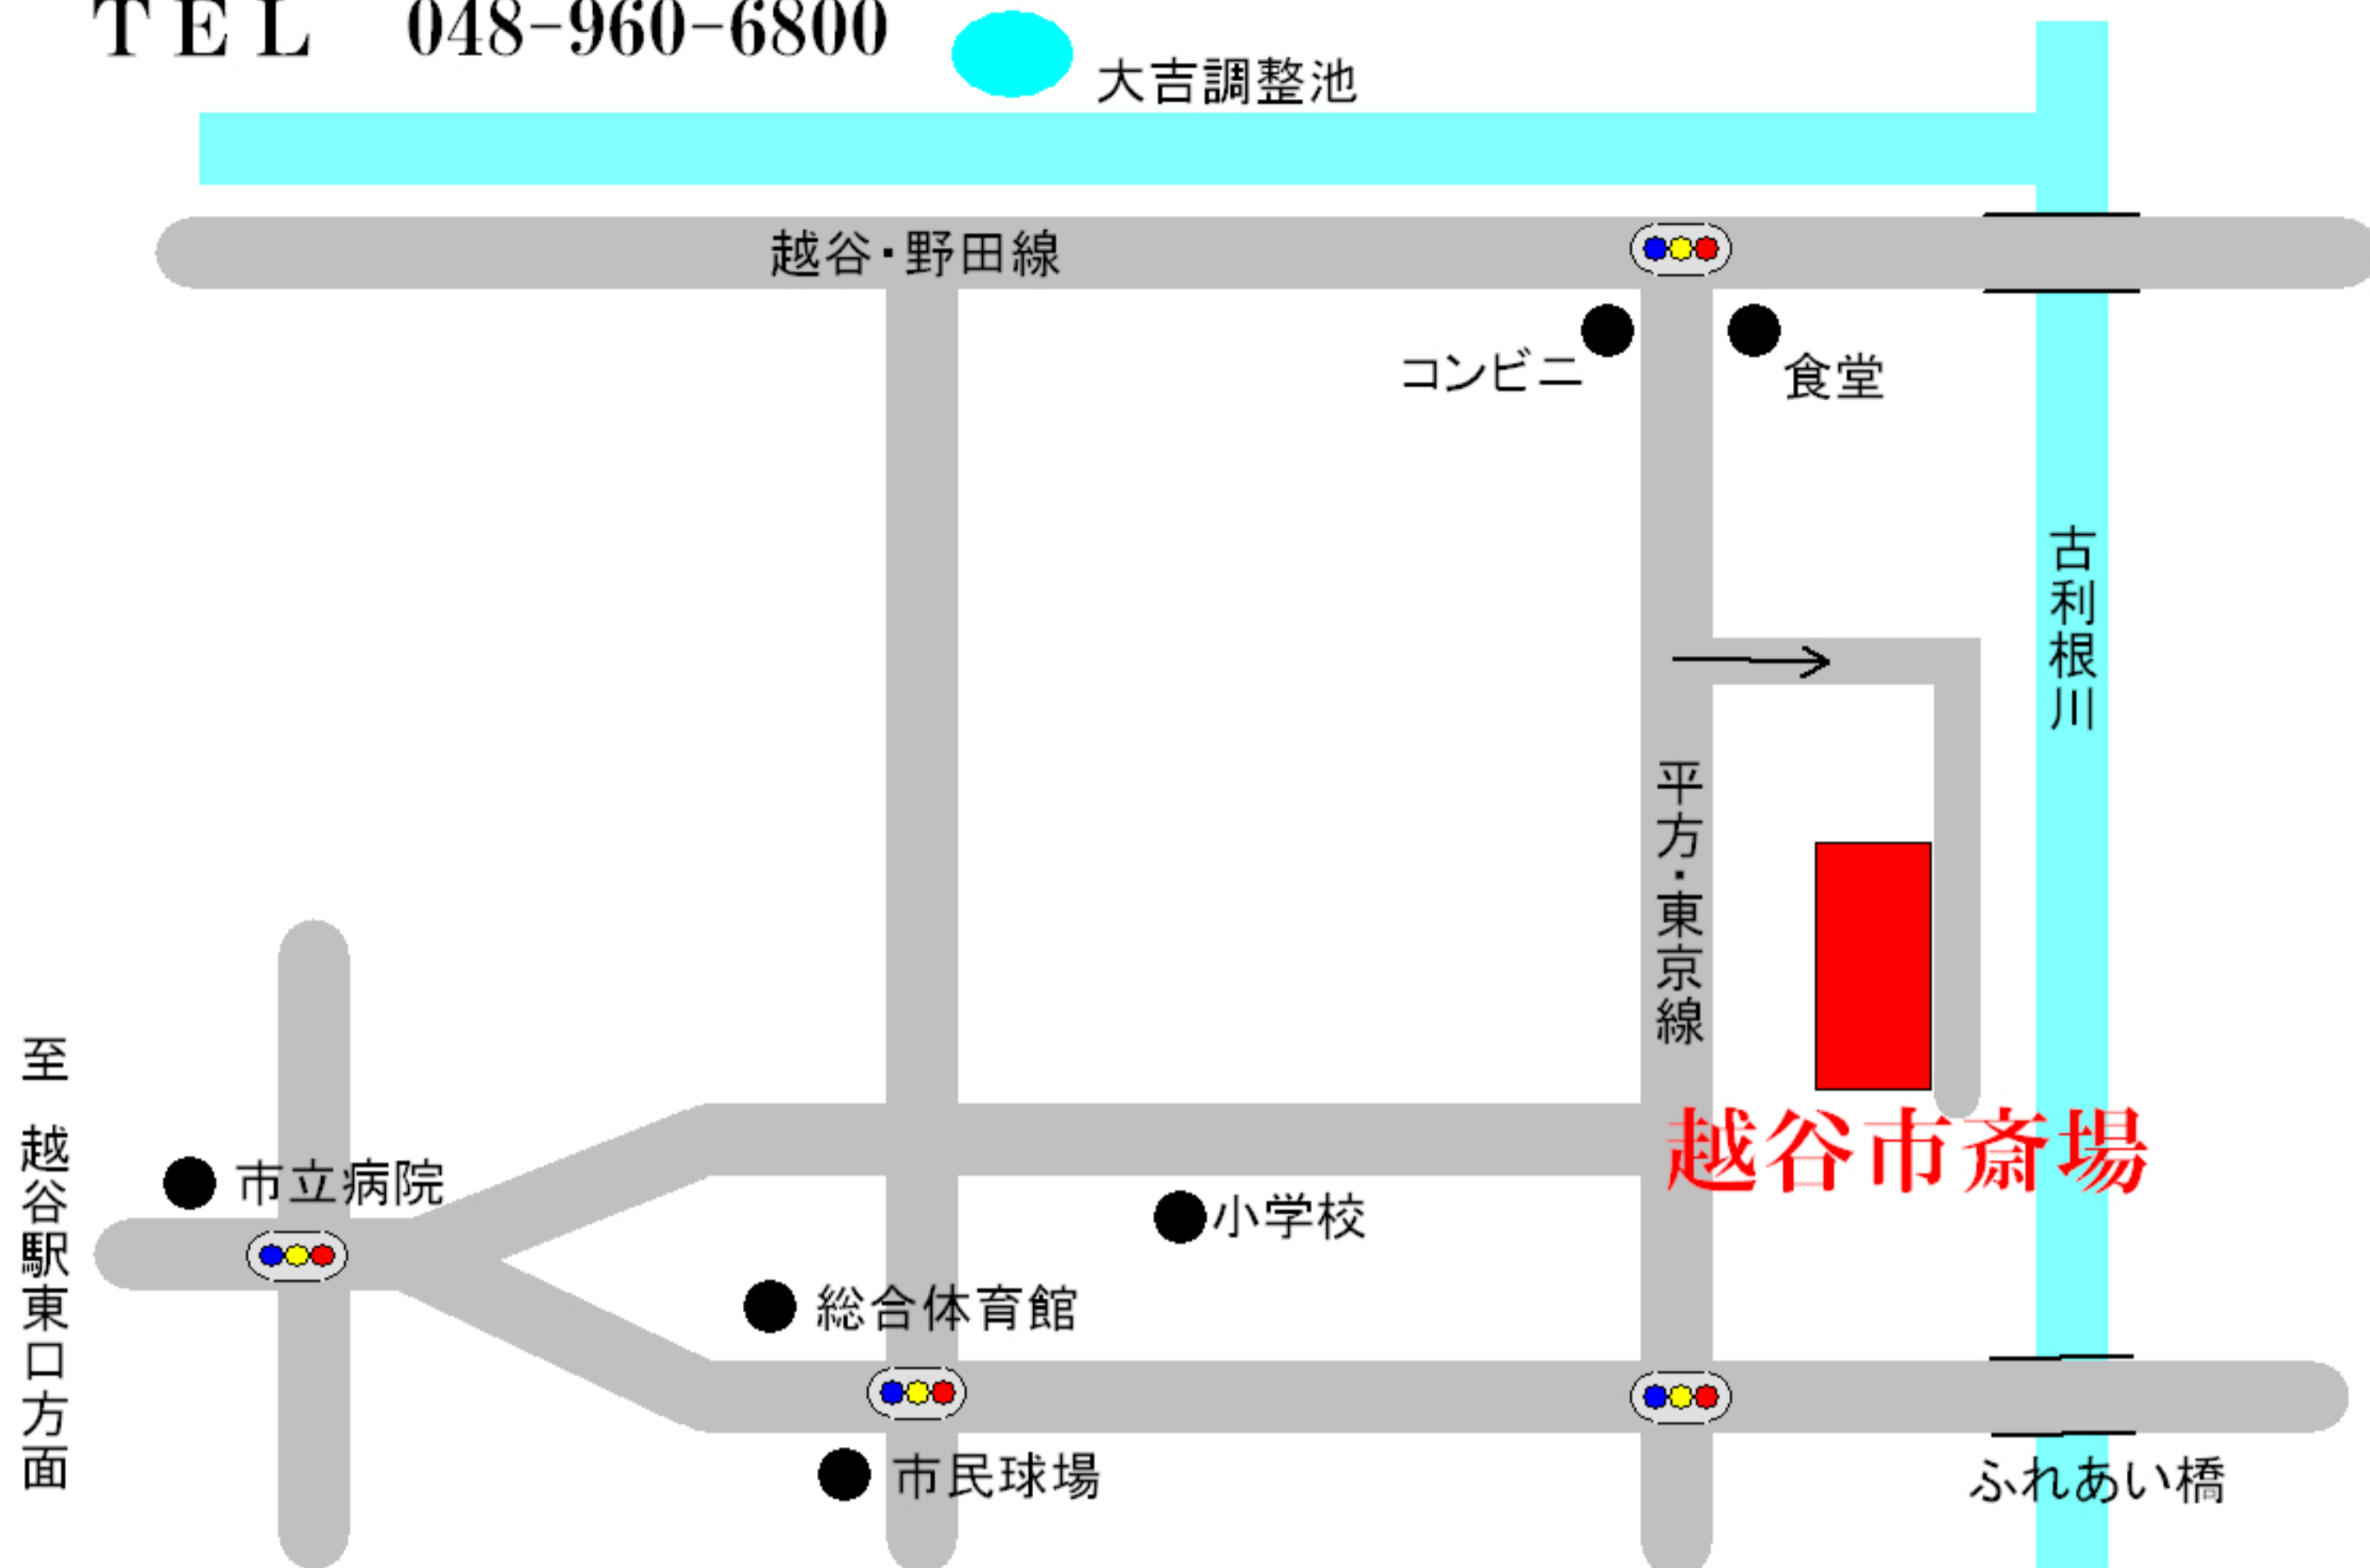 ＴＥＬ　048-960-6800
大吉調整池
越谷・野田線
コンビニ
食堂
古利根川
平方・東京線
至　越谷駅東口方面
越谷市斎場
市立病院
小学校
総合体育館
市民球場
ふれあい橋